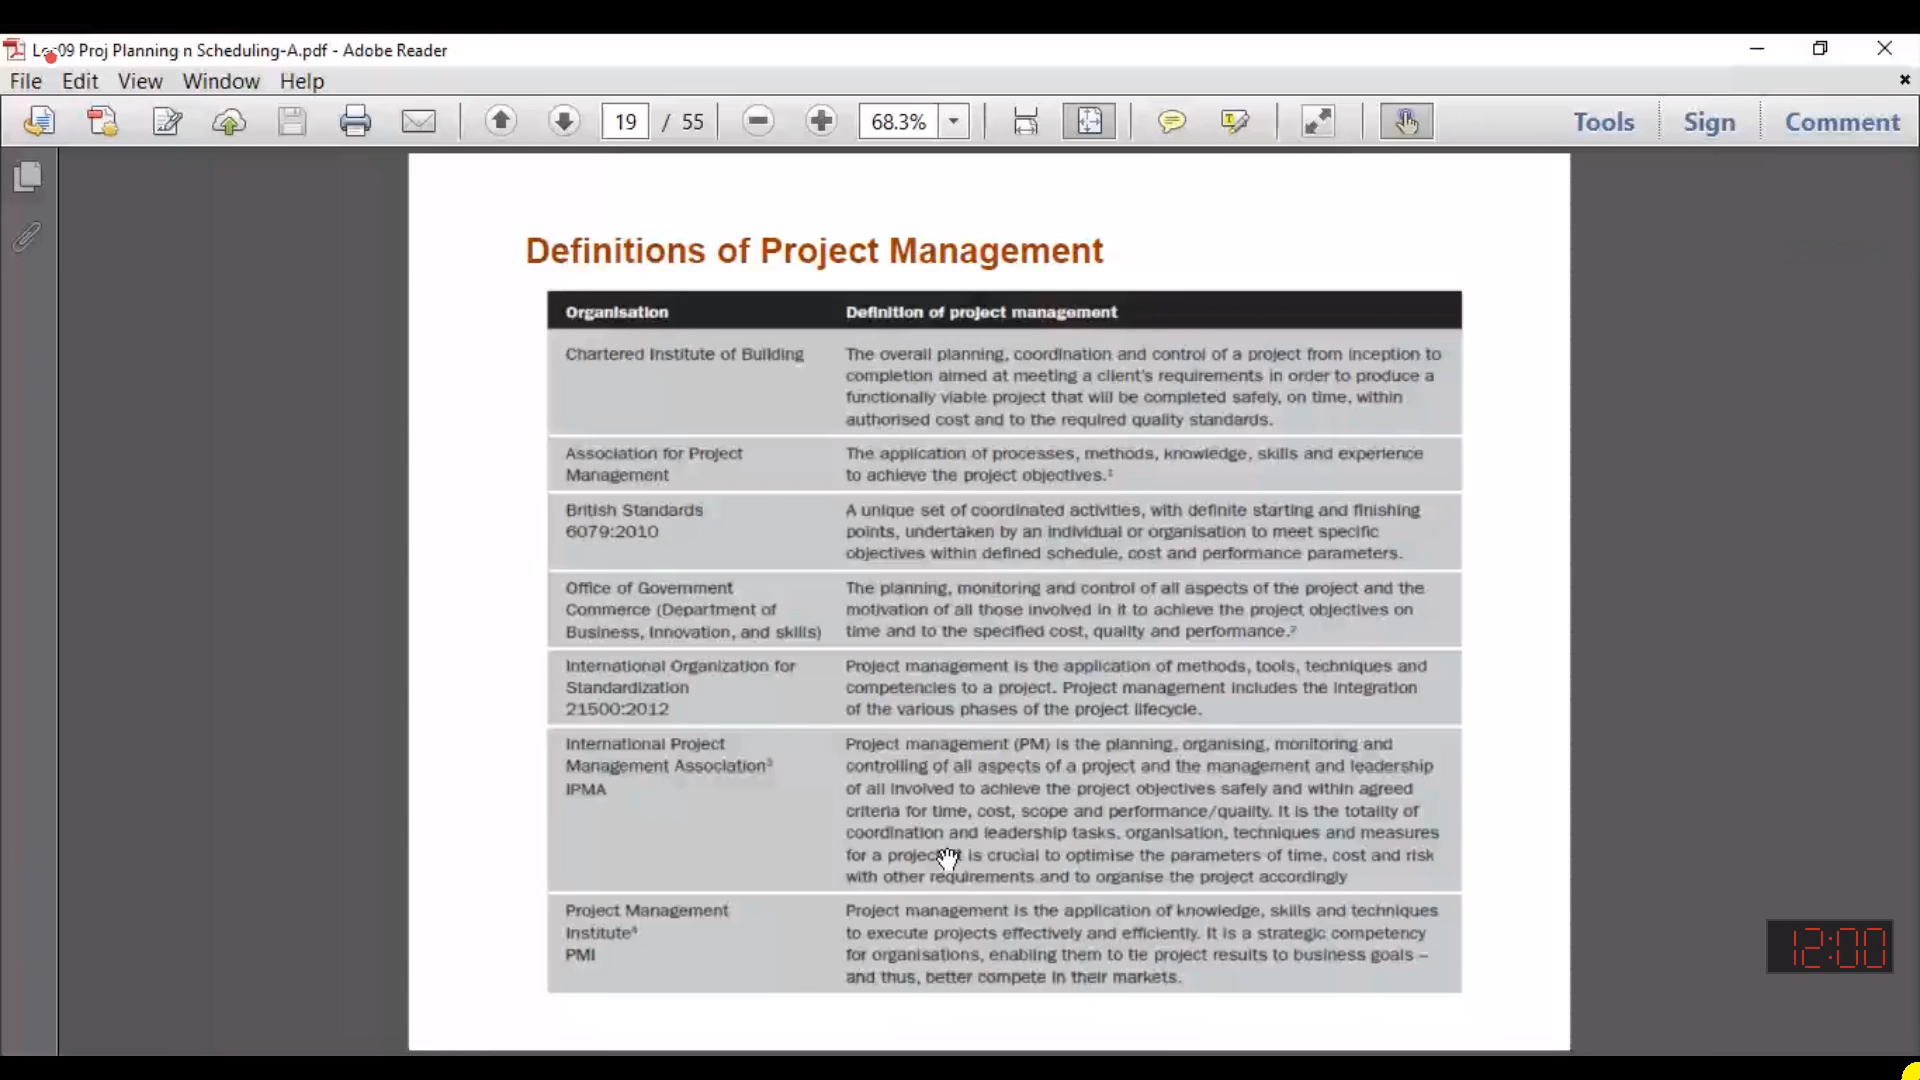 Lec09 Proj Planning n Scheduling-A.pdf - Adobe Reader
File Edit View Window Help
19 / 55 68.3% Tools Sign Comment
Definitions of Project Management
Organisation Definition of project management
Chartered Institute of Building
The overall planning, coordination and control of a project from inception to
completion aimed at meeting a client's requirements in order to produce a
functionally viable project that will be completed safely, on time, within
authorised cost and to the required quality standards.
Association for Project
Management
The application of processes, methods, knowledge, skills and experience
to achieve the project objectives.¹
British Standards
6079:2010
A unique set of coordinated activities, with definite starting and finishing
points, undertaken by an individual or organisation to meet specific
objectives within defined schedule, cost and performance parameters.
Office of Government
Commerce (Department of
Business, Innovation, and skills)
The planning, monitoring and control of all aspects of the project and the
motivation of all those involved in it to achieve the project objectives on
time and to the specified cost, quality and performance.²
International Organization for
Standardization
21500:2012
Project management is the application of methods, tools, techniques and
competencies to a project. Project management includes the integration
of the various phases of the project lifecycle.
International Project
Management Association³
IPMA
Project management (PM) is the planning, organising, monitoring and
controlling of all aspects of a project and the management and leadership
of all involved to achieve the project objectives safely and within agreed
criteria for time, cost, scope and performance/quality. It is the totality of
coordination and leadership tasks, organisation, techniques and measures
for a project is crucial to optimise the parameters of time, cost and risk
with other requirements and to organise the project accordingly
Project Management
Institute⁴
PMI
Project management is the application of knowledge, skills and techniques
to execute projects effectively and efficiently. It is a strategic competency
for organisations, enabling them to tie project results to business goals –
and thus, better compete in their markets.
12:00